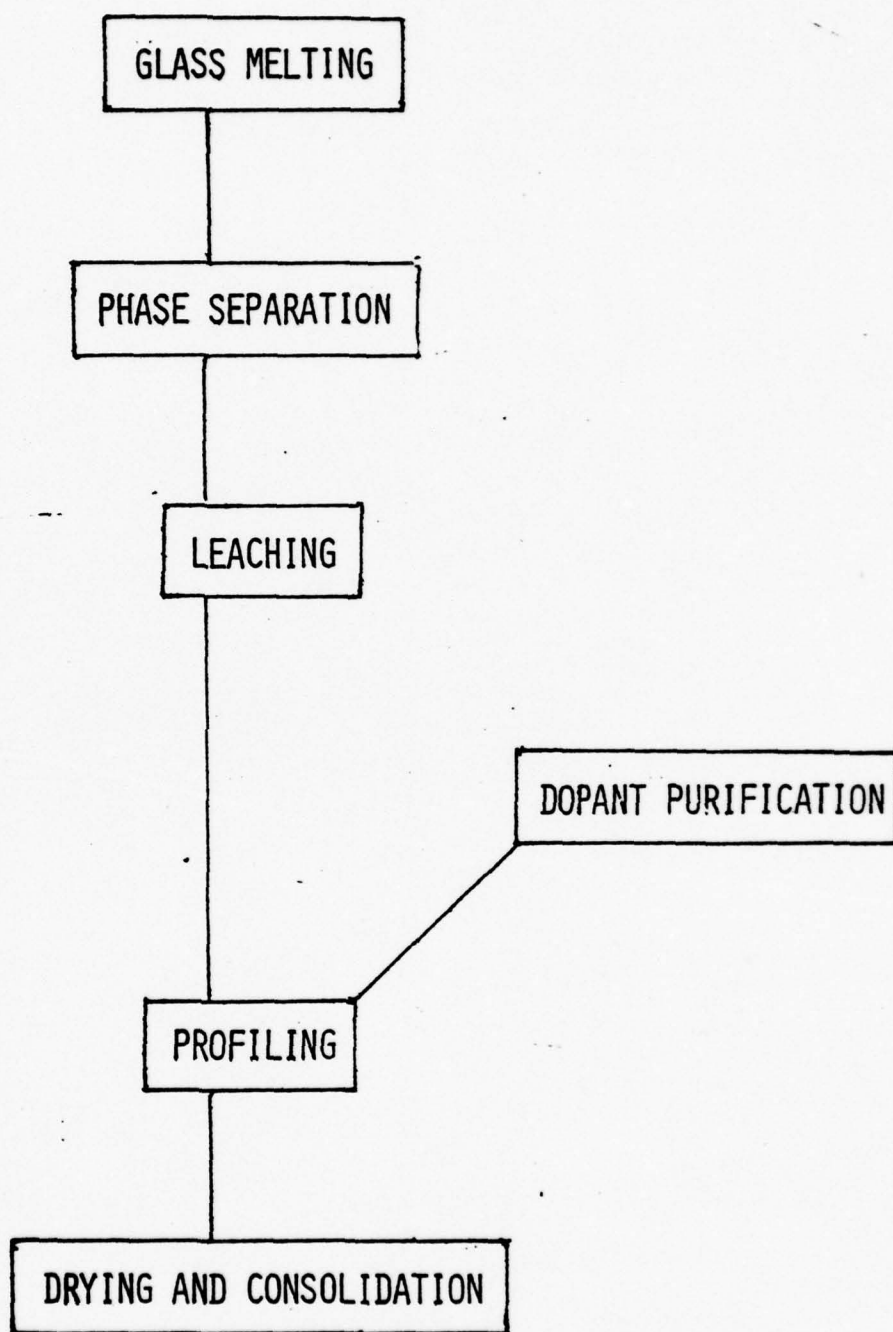 GLASS MELTING
PHASE SEPARATION
LEACHING
DOPANT PURIFICATION
PROFILING
DRYING AND CONSOLIDATION